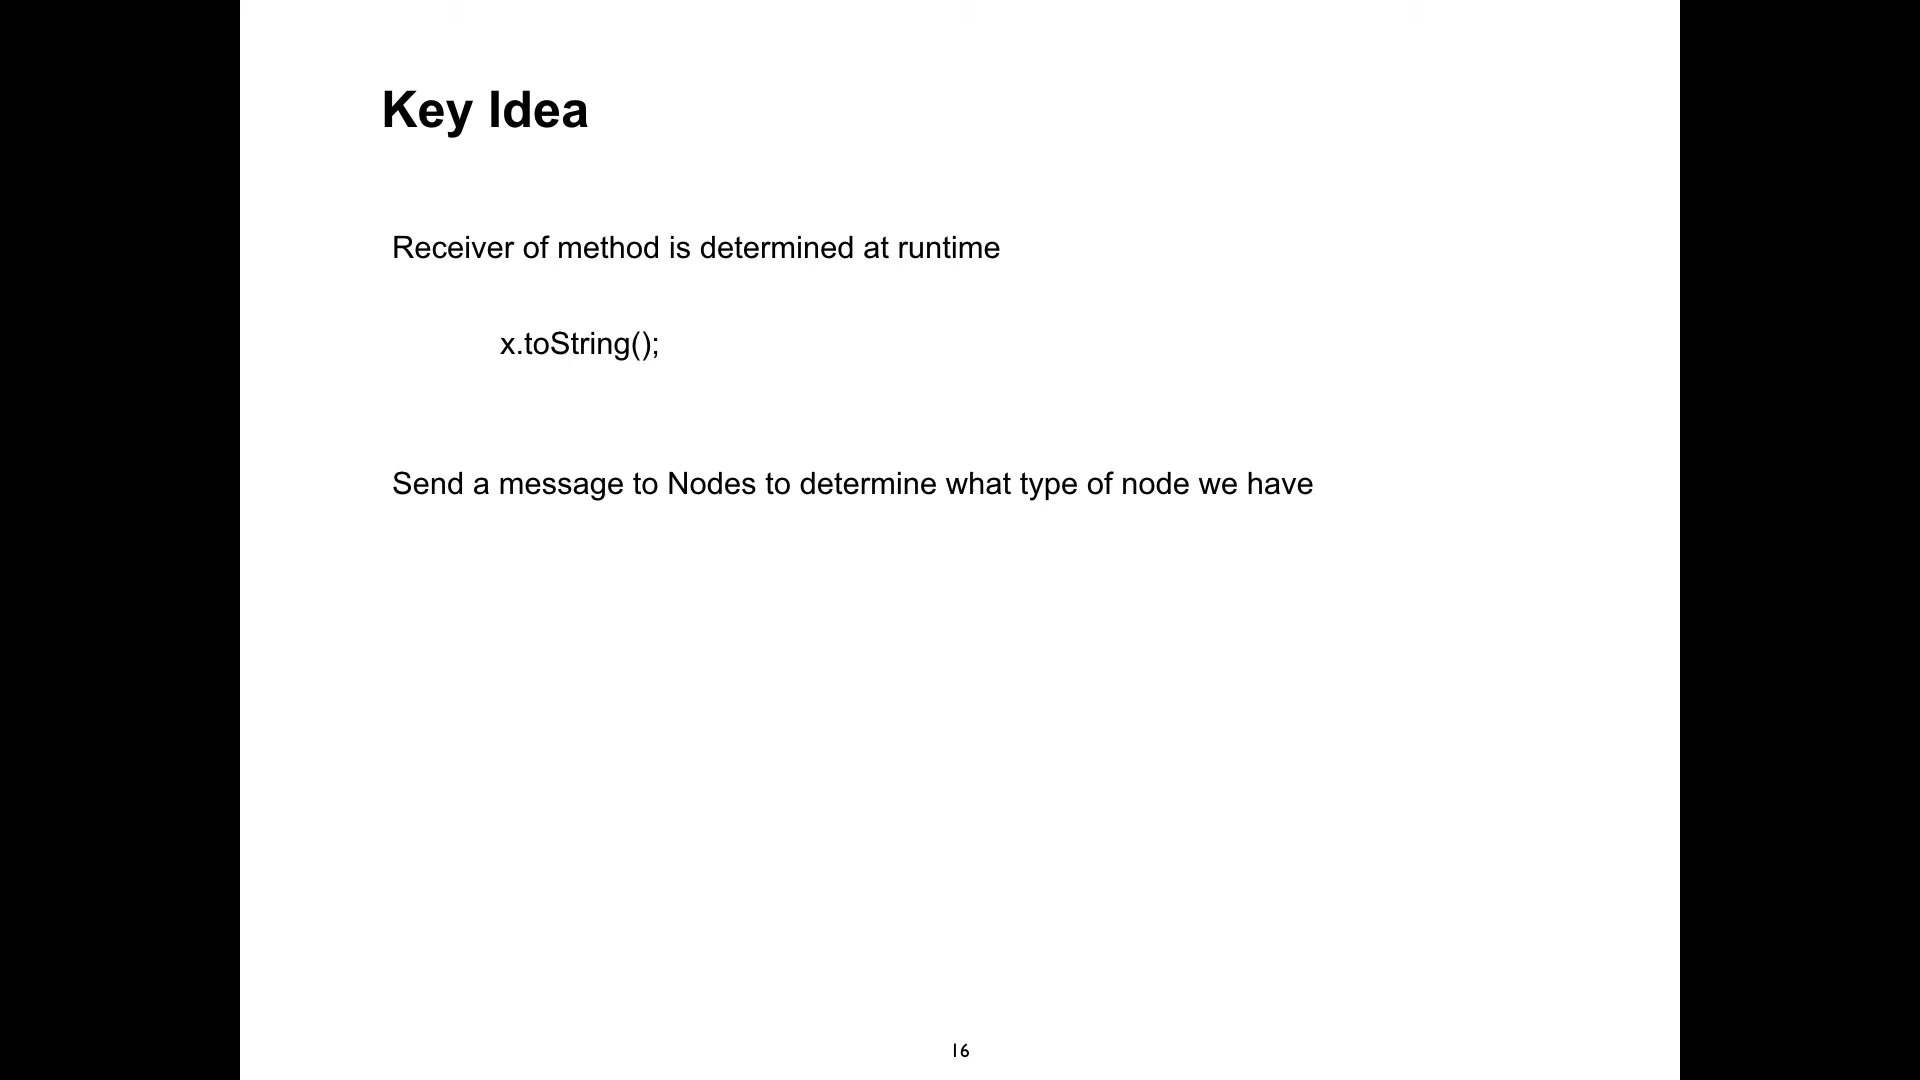 Key Idea
Receiver of method is determined at runtime
x.toString();
Send a message to Nodes to determine what type of node we have
16